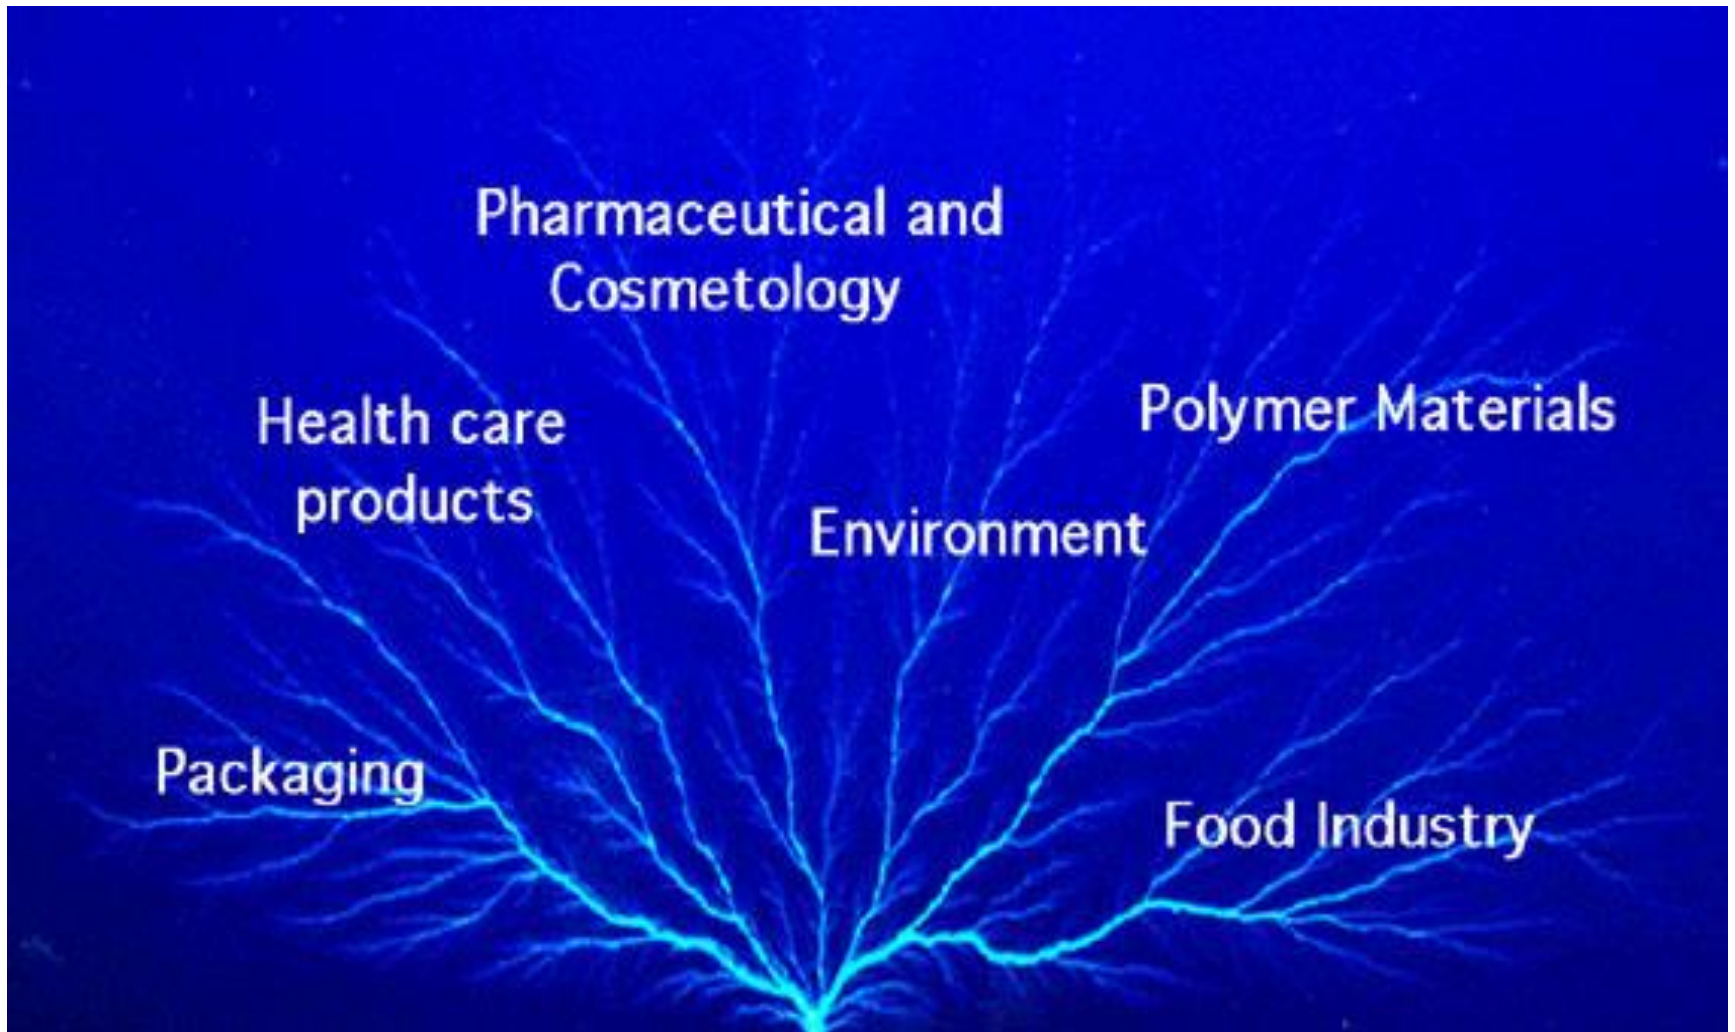 Pharmaceutical and
Cosmetology
Health care
products
Polymer Materials
Environment
Packaging
Food Industry